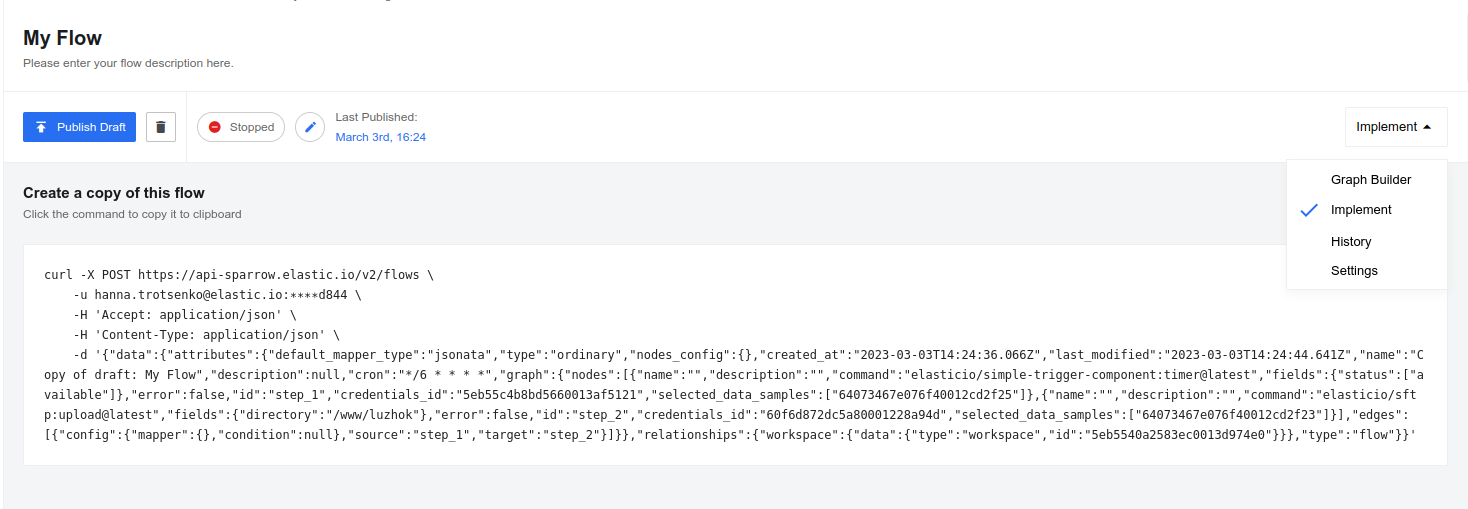 My Flow
Please enter your flow description here.
Publish Draft
Stopped
Last Published:
March 3rd, 16:24
Implement
Graph Builder
Implement
History
Settings
Create a copy of this flow
Click the command to copy it to clipboard
curl -X POST https://api-sparrow.elastic.io/v2/flows \
-u hanna.trotsenko@elastic.io:****d844 \
-H 'Accept: application/json' \
-H 'Content-Type: application/json' \
-d '{"data":{"attributes":{"default_mapper_type":"jsonata","type":"ordinary","nodes_config":{},"created_at":"2023-03-03T14:24:36.066Z","last_modified":"2023-03-03T14:24:44.641Z","name":"C
opy of draft: My Flow","description":null,"cron":"*/6 * * * *","graph":{"nodes":[{"name":"","description":"","command":"elasticio/simple-trigger-component:timer@latest","fields":{"status":["a
vailable"]},"error":false,"id":"step_1","credentials_id":"5eb55c4b8bd5660013af5121","selected_data_samples":["64073467e076f40012cd2f25"]},{"name":"","description":"","command":"elasticio/sft
p:upload@latest","fields":{"directory":"/www/luzhok"},"error":false,"id":"step_2","credentials_id":"60f6d872dc5a80001228a94d","selected_data_samples":["64073467e076f40012cd2f23"]}],"edges":
[{"config":{"mapper":{},"condition":null},"source":"step_1","target":"step_2"}]}},"relationships":{"workspace":{"data":{"type":"workspace","id":"5eb5540a2583ec0013d974e0"}}},"type":"flow"}}'